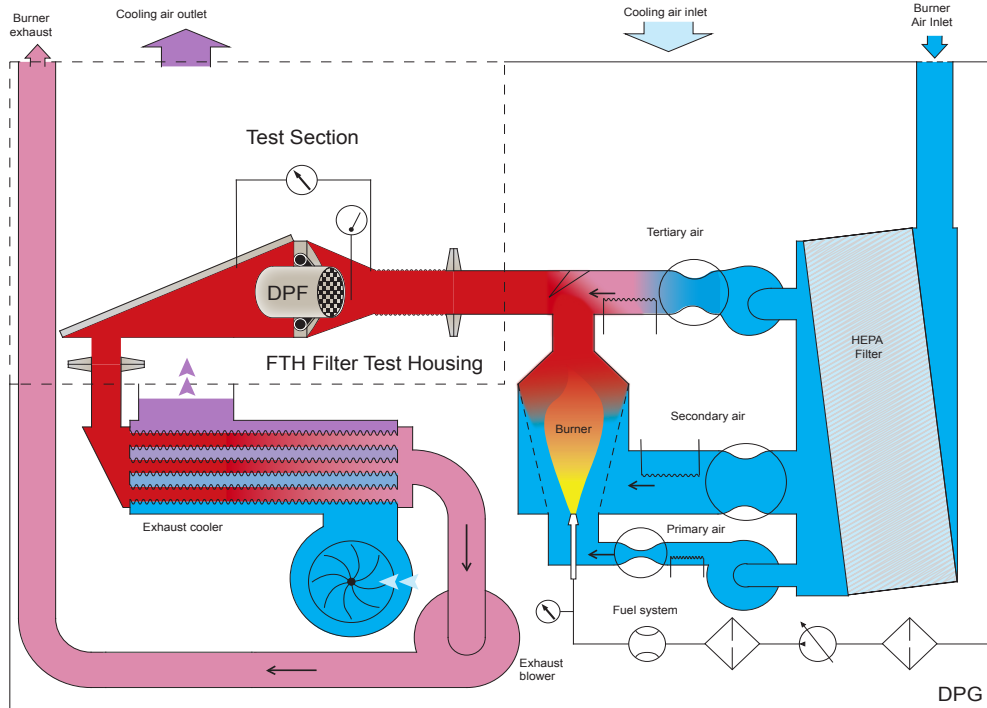 Burner
exhaust
Cooling air outlet
Cooling air inlet
Burner
Air Inlet
Test Section
Tertiary air
DPF
HEPA
Filter
FTH Filter Test Housing
Secondary air
Burner
Exhaust cooler
Primary air
Fuel system
Exhaust
blower
DPG